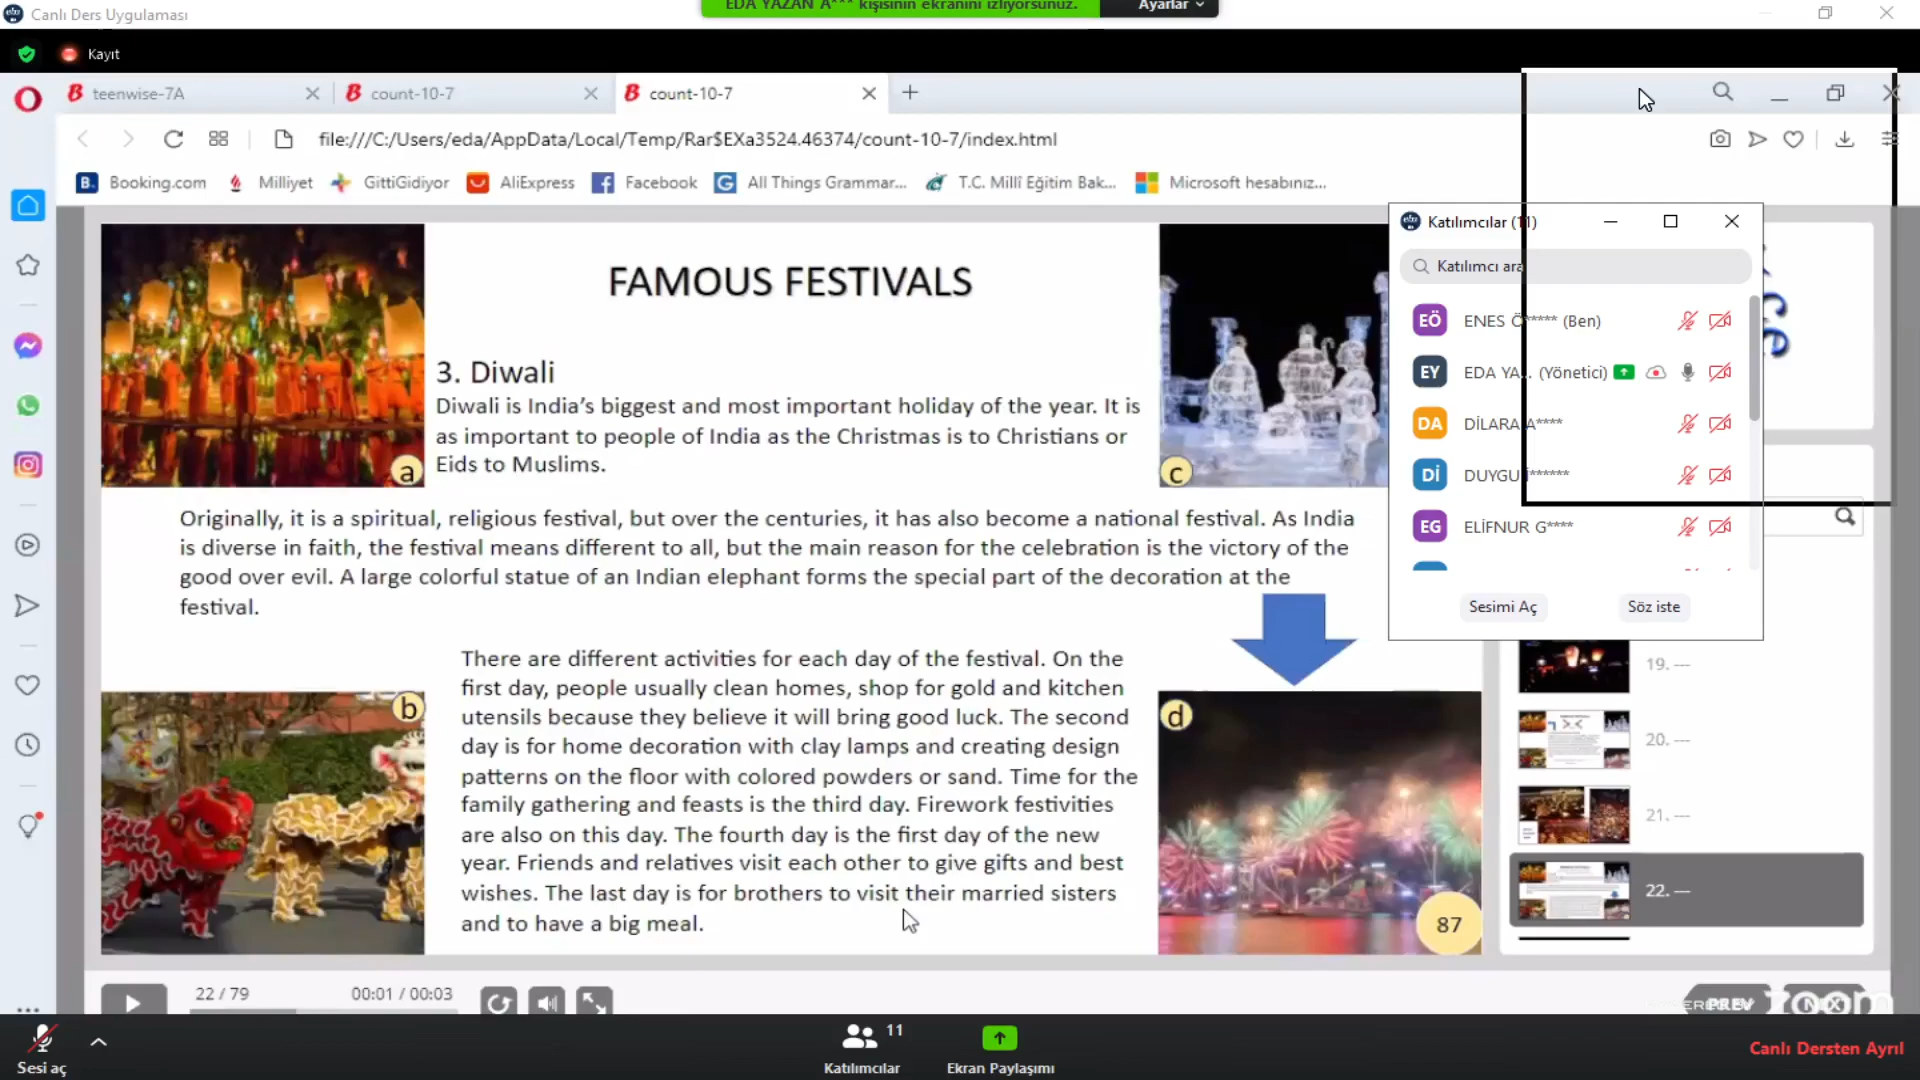 Canlı Ders Uygulaması
EDA YAZAN A*** kişisinin ekranını izliyorsunuz.
Ayarlar
Kayıt
teenwise-7A
count-10-7
count-10-7
file:///C:/Users/eda/AppData/Local/Temp/Rar$EXa3524.46374/count-10-7/index.html
Booking.com
Milliyet
GittiGidiyor
AliExpress
Facebook
All Things Grammar...
T.C. Millî Eğitim Bak...
Microsoft hesabınız...
FAMOUS FESTIVALS
3. Diwali
Diwali is India's biggest and most important holiday of the year. It is
as important to people of India as the Christmas is to Christians or
Eids to Muslims.
a
c
Originally, it is a spiritual, religious festival, but over the centuries, it has also become a national festival. As India
is diverse in faith, the festival means different to all, but the main reason for the celebration is the victory of the
good over evil. A large colorful statue of an Indian elephant forms the special part of the decoration at the
festival.
There are different activities for each day of the festival. On the
first day, people usually clean homes, shop for gold and kitchen
utensils because they believe it will bring good luck. The second
day is for home decoration with clay lamps and creating design
patterns on the floor with colored powders or sand. Time for the
family gathering and feasts is the third day. Firework festivities
are also on this day. The fourth day is the first day of the new
year. Friends and relatives visit each other to give gifts and best
wishes. The last day is for brothers to visit their married sisters
and to have a big meal.
b
d
87
Katılımcılar (11)
Katılımcı ara
EÖ ENES Ö***** (Ben)
EY EDA YA... (Yönetici)
DA DİLARA A****
Dİ DUYGU İ******
EG ELİFNUR G****
Sesimi Aç
Söz iste
19. ---
20. ---
21. ---
22. ---
22 / 79
00:01 / 00:03
PREV
NEXT
zoom
Sesi aç
11
Katılımcılar
Ekran Paylaşımı
Canlı Dersten Ayrıl